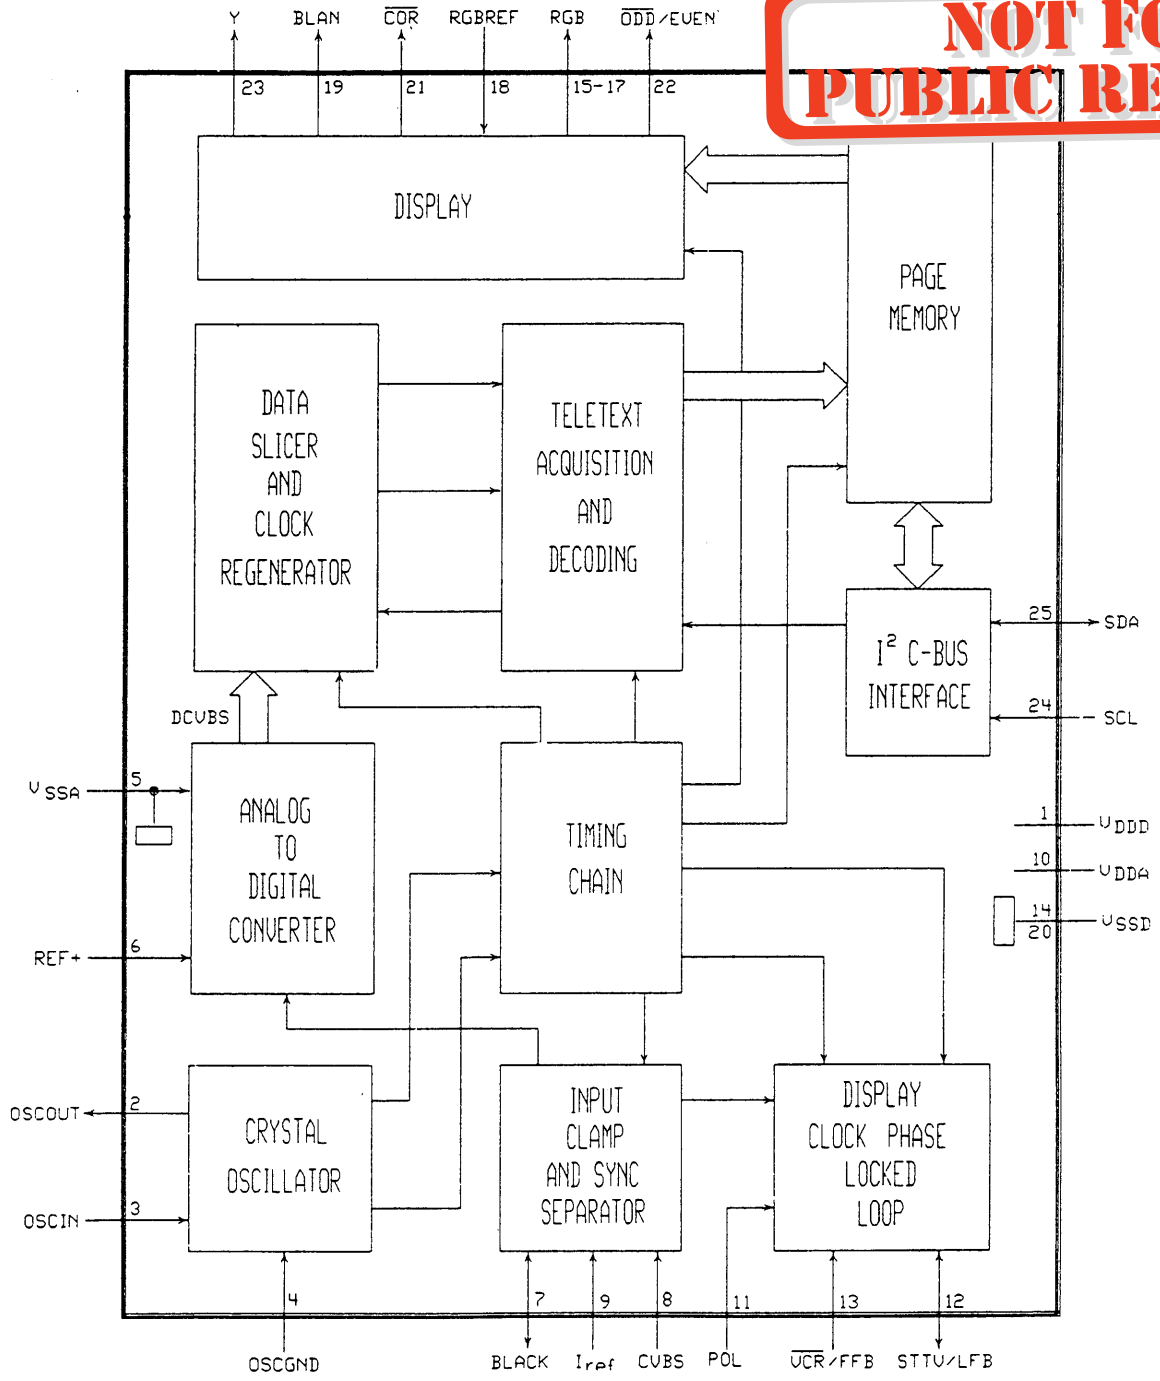 Y BLAN COR RGBREF RGB ODD/EVEN
NOT FO
PUBLIC RE
23 19 21 18 15-17 22
DISPLAY
PAGE
MEMORY
DATA
SLICER
AND
CLOCK
REGENERATOR
TELETEXT
ACQUISITION
AND
DECODING
I² C-BUS
INTERFACE
25 SDA
24 SCL
DCVBS
VSSA 5
REF+ 6
ANALOG
TO
DIGITAL
CONVERTER
TIMING
CHAIN
1 VDDD
10 VDDA
14
20 VSSD
OSCOUT 2
OSCIN 3
CRYSTAL
OSCILLATOR
INPUT
CLAMP
AND SYNC
SEPARATOR
DISPLAY
CLOCK PHASE
LOCKED
LOOP
4 7 9 8 11 13 12
OSCGND BLACK Iref CVBS POL VCR/FFB STTV/LFB